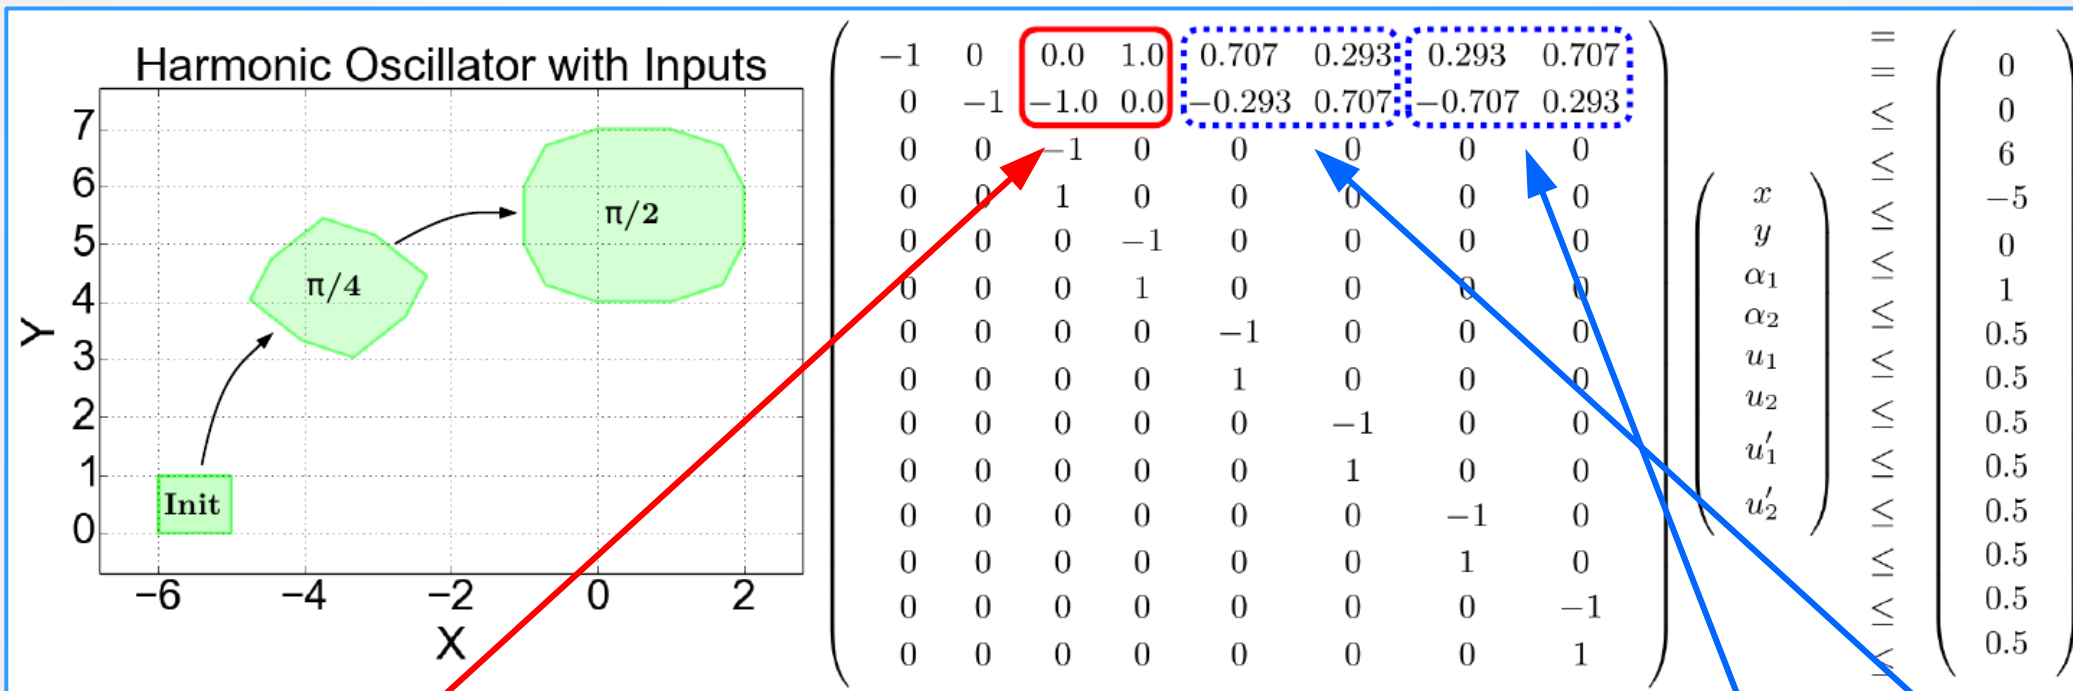 Harmonic Oscillator with Inputs
7
6
5
4
3
2
1
0
Y
π/2
π/4
Init
−6 −4 −2 0 2
X
−1 0 0.0 1.0 0.707 0.293 0.293 0.707
0 −1 −1.0 0.0 −0.293 0.707 −0.707 0.293
0 0 −1 0 0 0 0 0
0 0 1 0 0 0 0 0
0 0 0 −1 0 0 0 0
0 0 0 1 0 0 0 0
0 0 0 0 −1 0 0 0
0 0 0 0 1 0 0 0
0 0 0 0 0 −1 0 0
0 0 0 0 0 1 0 0
0 0 0 0 0 0 −1 0
0 0 0 0 0 0 1 0
0 0 0 0 0 0 0 −1
0 0 0 0 0 0 0 1
x
y
α₁
α₂
u₁
u₂
u′₁
u′₂
=
=
≤
≤
≤
≤
≤
≤
≤
≤
≤
≤
≤
≤
0
0
6
−5
0
1
0.5
0.5
0.5
0.5
0.5
0.5
0.5
0.5